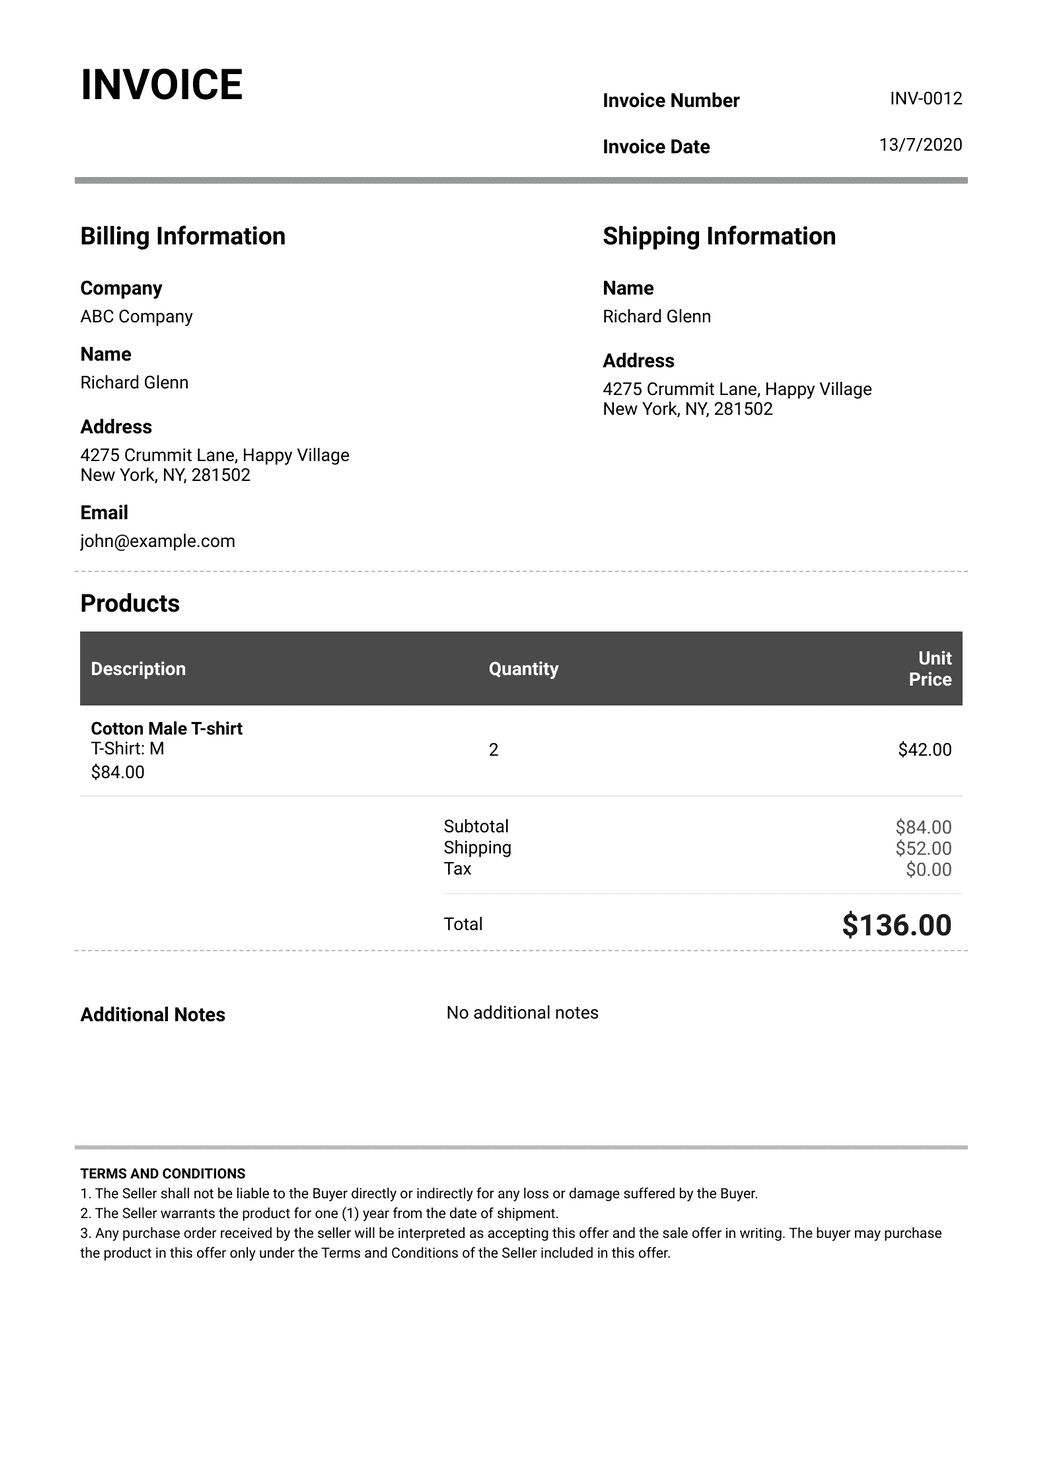 INVOICE
Invoice Number INV-0012
Invoice Date 13/7/2020
Billing Information
Company
ABC Company
Name
Richard Glenn
Address
4275 Crummit Lane, Happy Village
New York, NY, 281502
Email
john@example.com
Shipping Information
Name
Richard Glenn
Address
4275 Crummit Lane, Happy Village
New York, NY, 281502
Products
Description Quantity Unit
Price
Cotton Male T-shirt
T-Shirt: M
$84.00
2
$42.00
Subtotal $84.00
Shipping $52.00
Tax $0.00
Total $136.00
Additional Notes No additional notes
TERMS AND CONDITIONS
1. The Seller shall not be liable to the Buyer directly or indirectly for any loss or damage suffered by the Buyer.
2. The Seller warrants the product for one (1) year from the date of shipment.
3. Any purchase order received by the seller will be interpreted as accepting this offer and the sale offer in writing. The buyer may purchase
the product in this offer only under the Terms and Conditions of the Seller included in this offer.